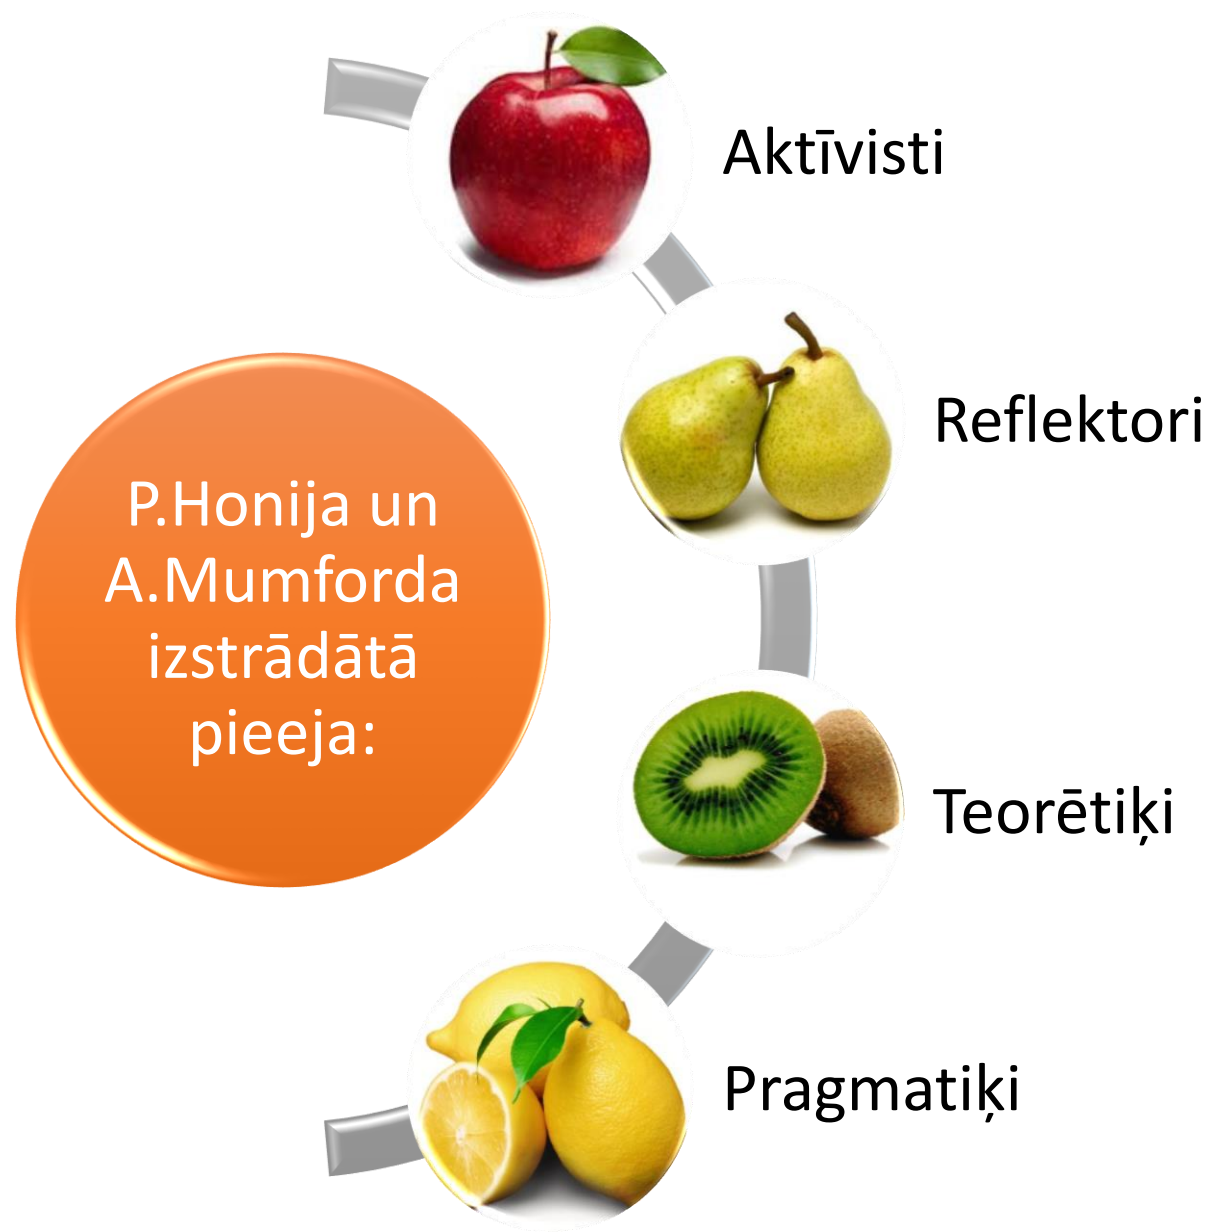 P.Honija un
A.Mumforda
izstrādātā
pieeja:
Aktīvisti
Reflektori
Teorētiķi
Pragmatiķi